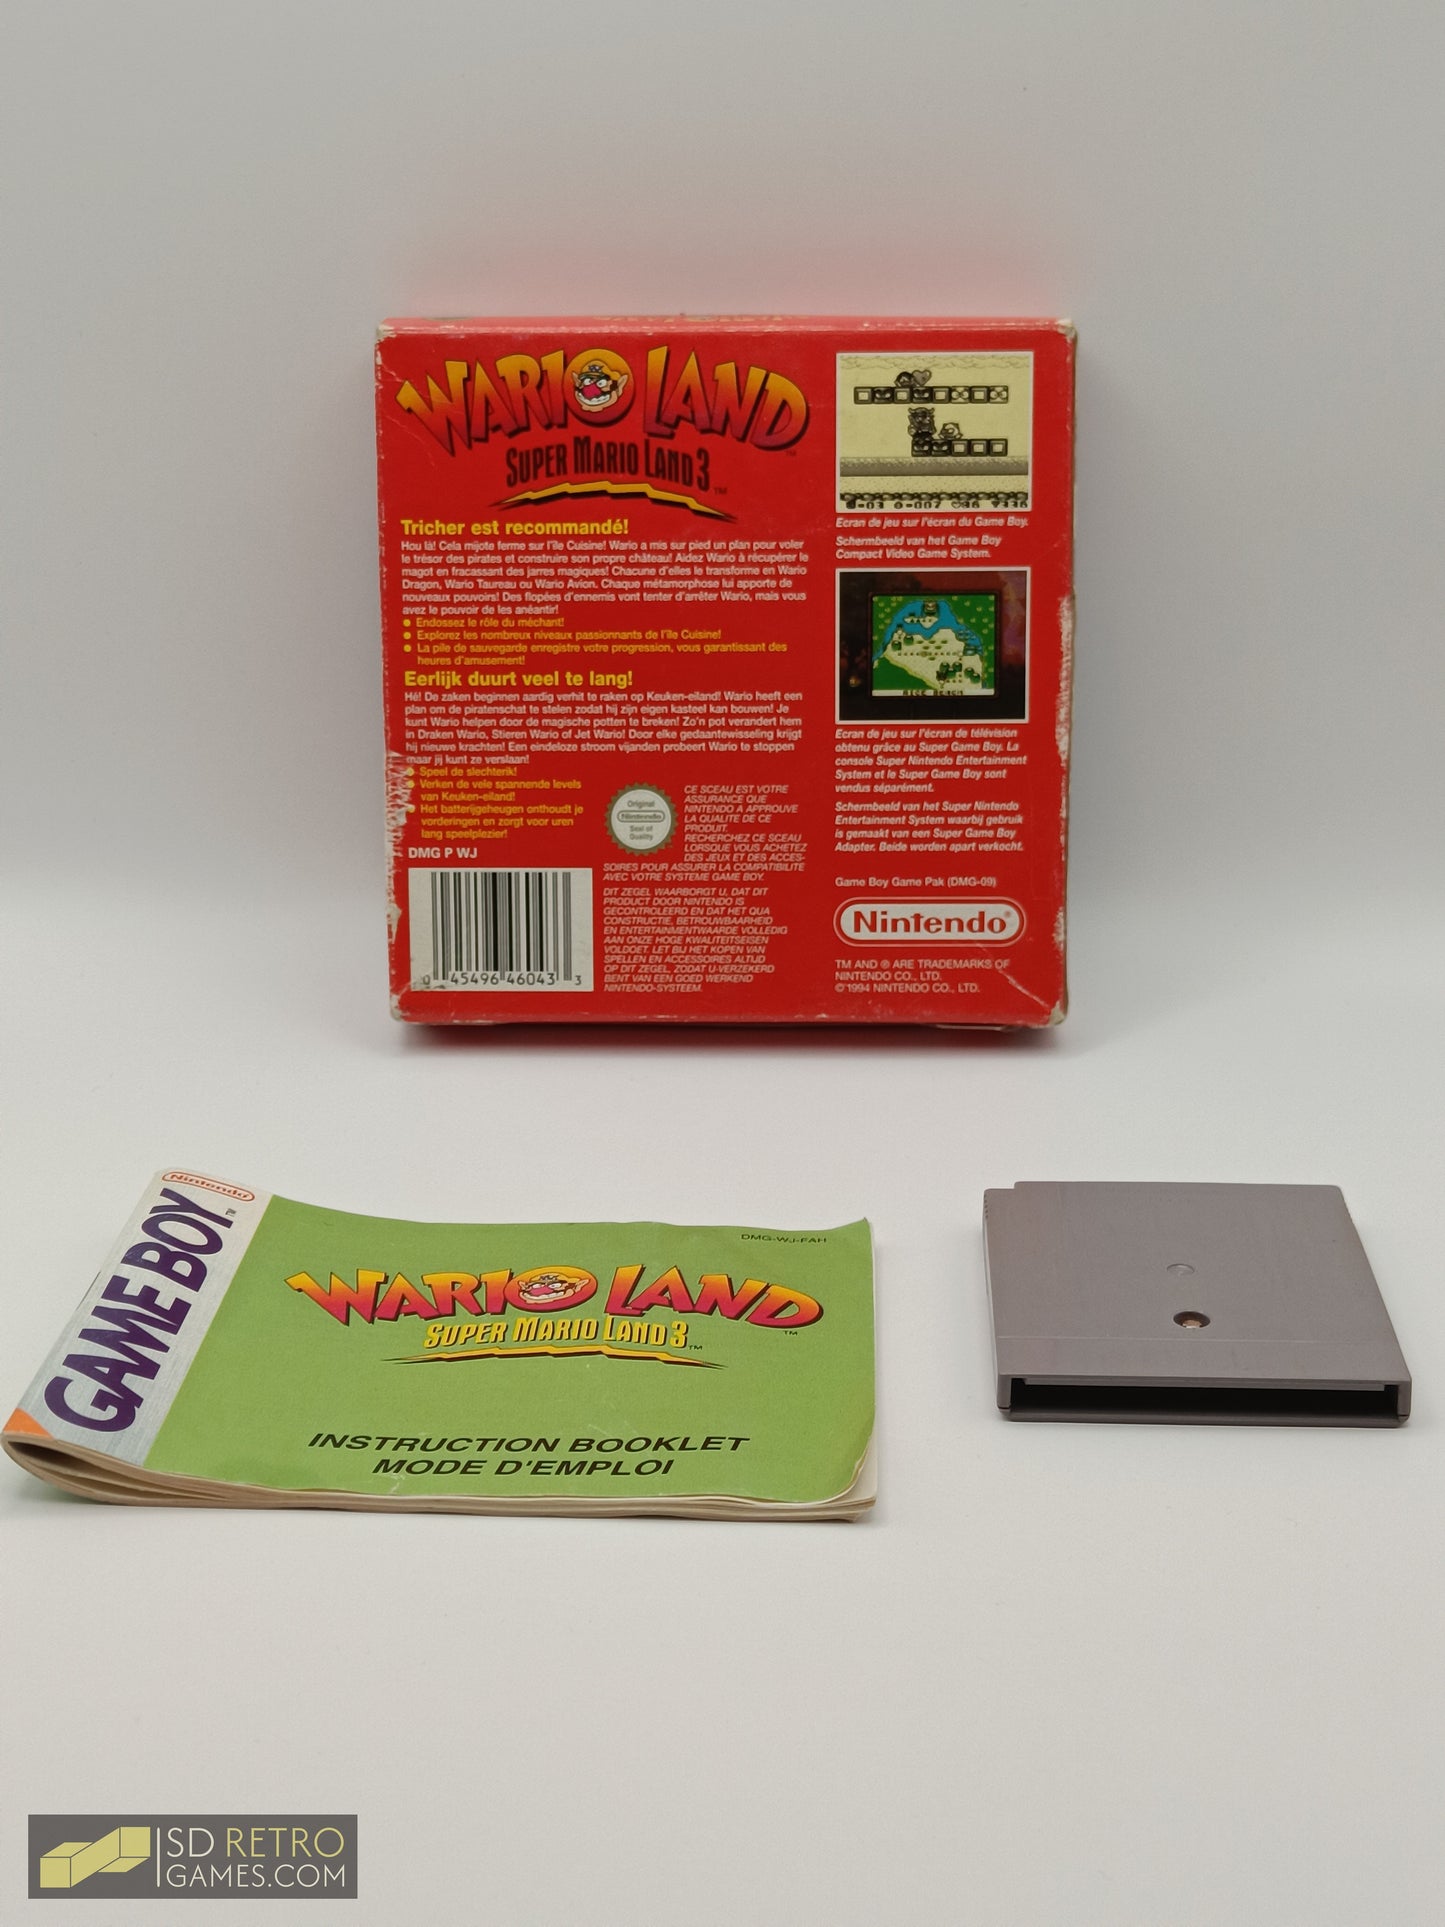 WARIO LAND
™
SUPER MARIO LAND 3
™
Tricher est recommandé!
Hou là! Cela mijote ferme sur l'île Cuisine! Wario a mis sur pied un plan pour voler
le trésor des pirates et construire son propre château! Aidez Wario à récupérer le
magot en fracassant des jarres magiques! Chacune d'elles le transforme en Wario
Dragon, Wario Taureau ou Wario Avion. Chaque métamorphose lui apporte de
nouveaux pouvoirs! Des flopées d'ennemis vont tenter d'arrêter Wario, mais vous
avez le pouvoir de les anéantir!
● Endossez le rôle du méchant!
● Explorez les nombreux niveaux passionnants de l'île Cuisine!
● La pile de sauvegarde enregistre votre progression, vous garantissant des
heures d'amusement!
Eerlijk duurt veel te lang!
Hé! De zaken beginnen aardig verhit te raken op Keuken-eiland! Wario heeft een
plan om de piratenschat te stelen zodat hij zijn eigen kasteel kan bouwen! Je
kunt Wario helpen door de magische potten te breken! Zo'n pot verandert hem
in Draken Wario, Stieren Wario of Jet Wario! Door elke gedaantewisseling krijgt
hij nieuwe krachten! Een eindeloze stroom vijanden probeert Wario te stoppen
maar jij kunt ze verslaan!
● Speel de slechterik!
● Verken de vele spannende levels
van Keuken-eiland!
● Het batterijgeheugen onthoudt je
vorderingen en zorgt voor uren
lang speelplezier!
DMG P WJ
0 45496 46043 3
Original
Nintendo
Seal of
Quality
CE SCEAU EST VOTRE
ASSURANCE QUE
NINTENDO A APPROUVE
LA QUALITE DE CE
PRODUIT.
RECHERCHEZ CE SCEAU
LORSQUE VOUS ACHETEZ
DES JEUX ET DES ACCES-
SOIRES POUR ASSURER LA COMPATIBILITE
AVEC VOTRE SYSTEME GAME BOY.
DIT ZEGEL WAARBORGT U, DAT DIT
PRODUCT DOOR NINTENDO IS
GECONTROLEERD EN DAT HET QUA
CONSTRUCTIE, BETROUWBAARHEID
EN ENTERTAINMENTWAARDE VOLLEDIG
AAN ONZE HOGE KWALITEITSEISEN
VOLDOET. LET BIJ HET KOPEN VAN
SPELLEN EN ACCESSOIRES ALTIJD
OP DIT ZEGEL, ZODAT U VERZEKERD
BENT VAN EEN GOED WERKEND
NINTENDO-SYSTEEM.
Ecran de jeu sur l'écran du Game Boy.
Schermbeeld van het Game Boy
Compact Video Game System.
RICE BEACH
Ecran de jeu sur l'écran de télévision
obtenu grâce au Super Game Boy. La
console Super Nintendo Entertainment
System et le Super Game Boy sont
vendus séparément.
Schermbeeld van het Super Nintendo
Entertainment System waarbij gebruik
is gemaakt van een Super Game Boy
Adapter. Beide worden apart verkocht.
Game Boy Game Pak (DMG-09)
Nintendo®
TM AND ® ARE TRADEMARKS OF
NINTENDO CO., LTD.
© 1994 NINTENDO CO., LTD.
Nintendo
GAME BOY™
DMG-WJ-FAH
WARIO LAND
™
SUPER MARIO LAND 3™
INSTRUCTION BOOKLET
MODE D'EMPLOI
SD RETRO
GAMES.COM